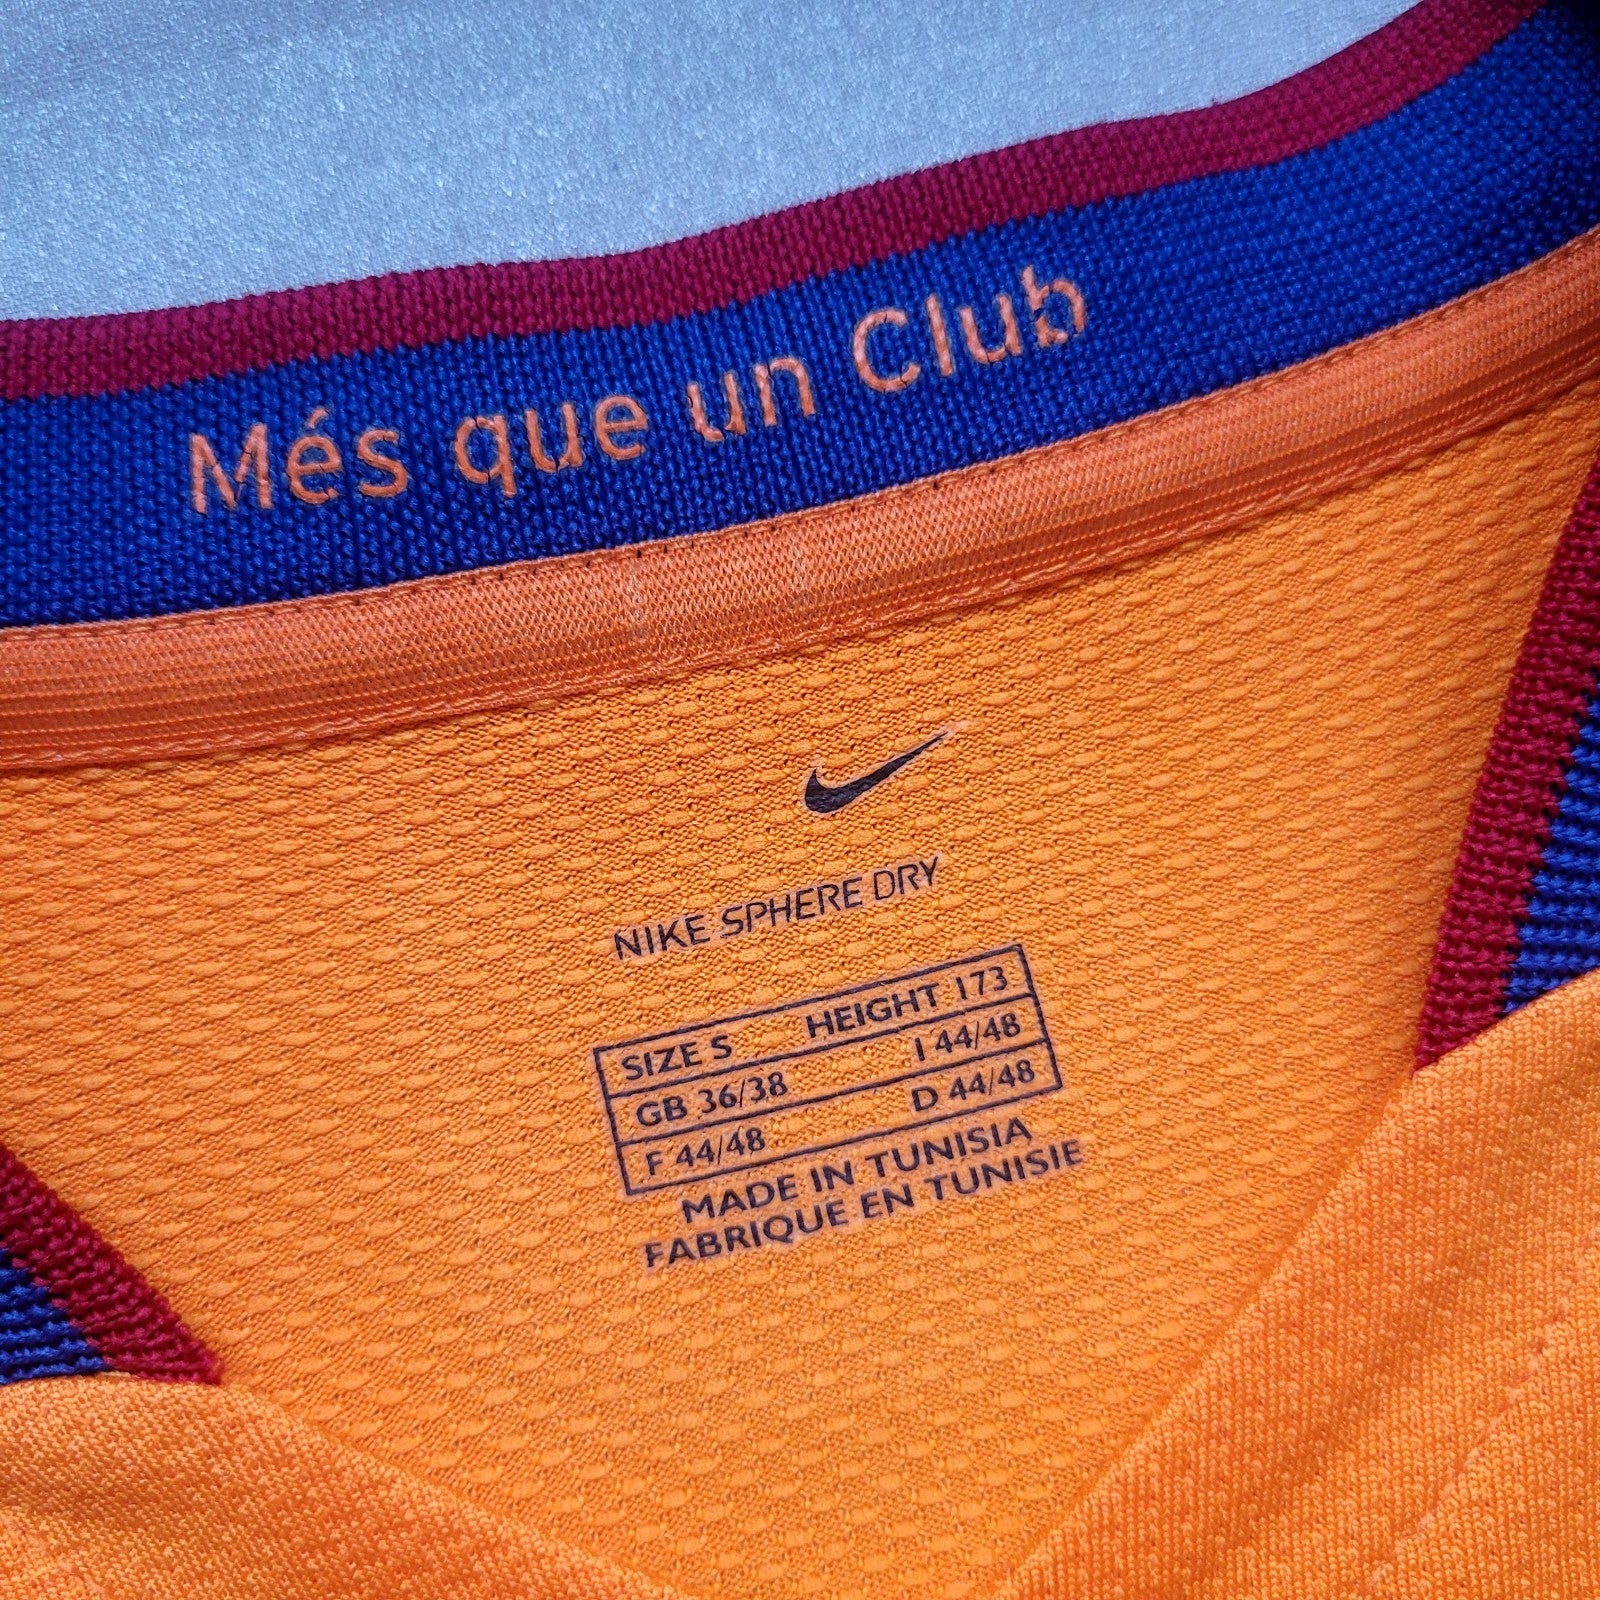 Més que un Club
NIKE SPHERE DRY
SIZE S HEIGHT 173
GB 36/38 I 44/48
F 44/48 D 44/48
MADE IN TUNISIA
FABRIQUE EN TUNISIE